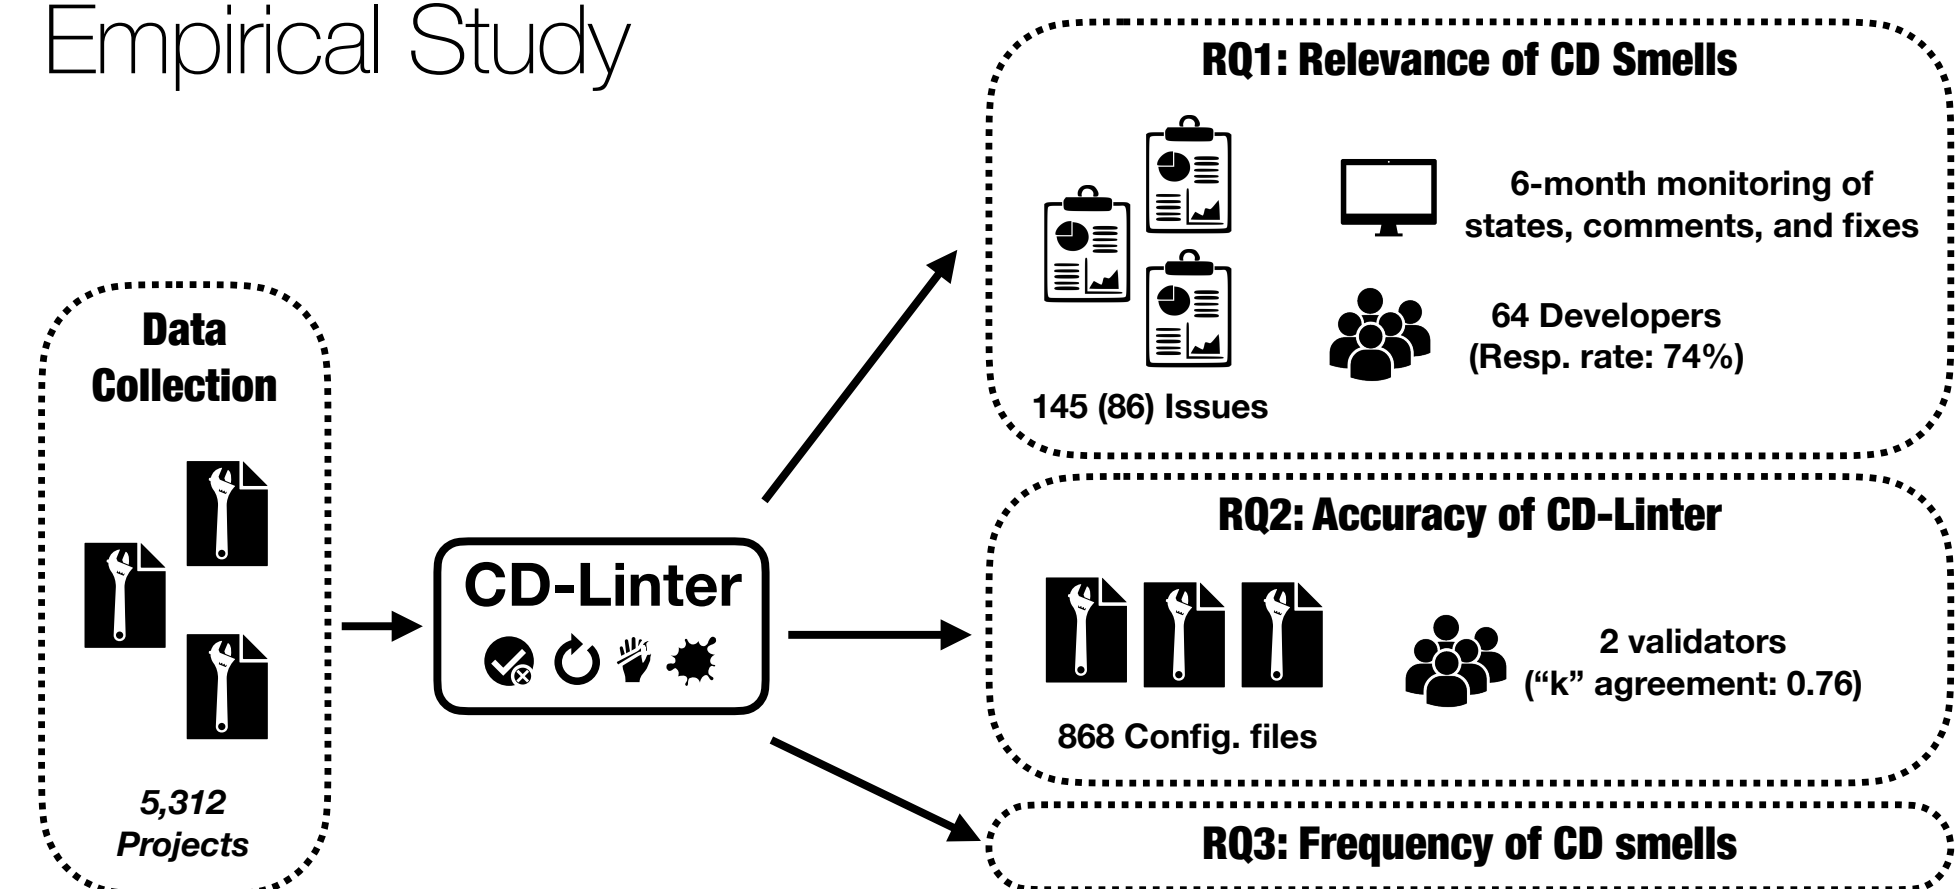 Empirical Study
Data
Collection
5,312
Projects
CD-Linter
RQ1: Relevance of CD Smells
6-month monitoring of
states, comments, and fixes
64 Developers
(Resp. rate: 74%)
145 (86) Issues
RQ2: Accuracy of CD-Linter
2 validators
(“k” agreement: 0.76)
868 Config. files
RQ3: Frequency of CD smells